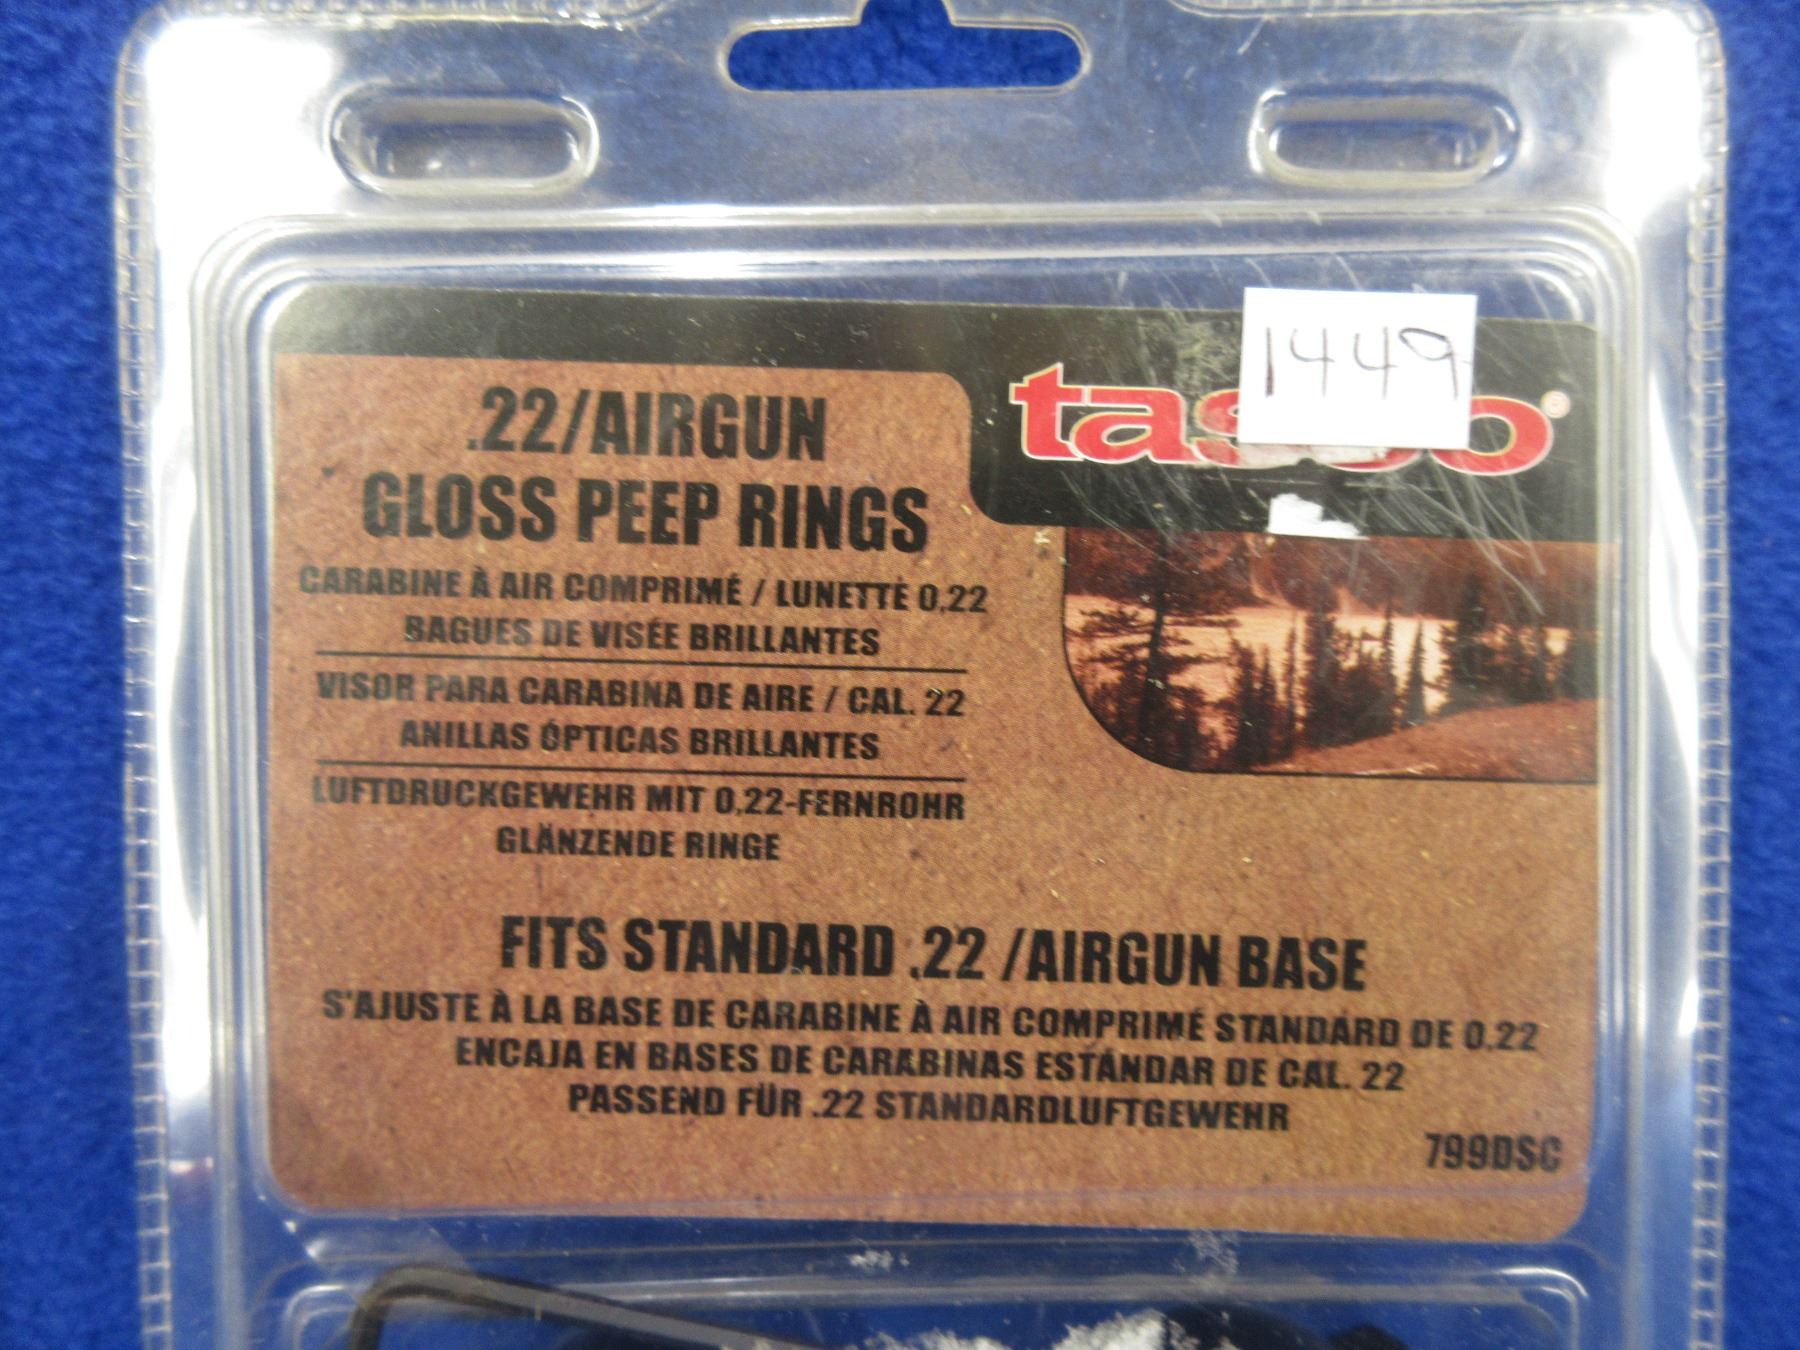 1449
tasco®
.22/AIRGUN
GLOSS PEEP RINGS
CARABINE À AIR COMPRIMÉ / LUNETTE 0,22
BAGUES DE VISÉE BRILLANTES
VISOR PARA CARABINA DE AIRE / CAL. 22
ANILLAS ÓPTICAS BRILLANTES
LUFTDRUCKGEWEHR MIT 0,22-FERNROHR
GLÄNZENDE RINGE
FITS STANDARD .22 /AIRGUN BASE
S'AJUSTE À LA BASE DE CARABINE À AIR COMPRIMÉ STANDARD DE 0.22
ENCAJA EN BASES DE CARABINAS ESTÁNDAR DE CAL. 22
PASSEND FÜR .22 STANDARDLUFTGEWEHR
799DSC